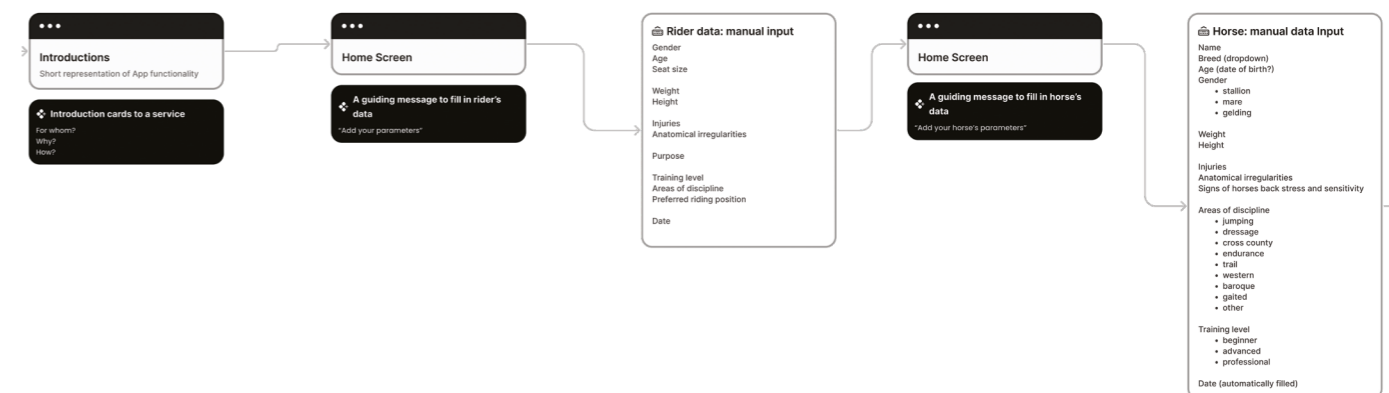 Introductions
Short representation of App functionality
Introduction cards to a service
For whom?
Why?
How?
Home Screen
A guiding message to fill in rider's
data
"Add your parameters"
Rider data: manual input
Gender
Age
Seat size
Weight
Height
Injuries
Anatomical irregularities
Purpose
Training level
Areas of discipline
Preferred riding position
Date
Home Screen
A guiding message to fill in horse's
data
"Add your horse's parameters"
Horse: manual data Input
Name
Breed (dropdown)
Age (date of birth?)
Gender
• stallion
• mare
• gelding
Weight
Height
Injuries
Anatomical irregularities
Signs of horses back stress and sensitivity
Areas of discipline
• jumping
• dressage
• cross county
• endurance
• trail
• western
• baroque
• gaited
• other
Training level
• beginner
• advanced
• professional
Date (automatically filled)